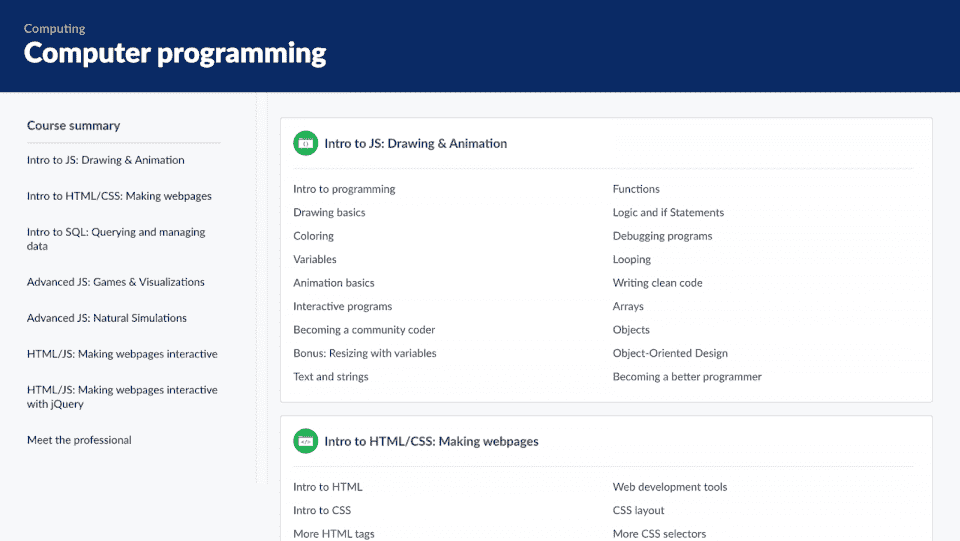 Computing
Computer programming
Course summary
Intro to JS: Drawing & Animation
Intro to HTML/CSS: Making webpages
Intro to SQL: Querying and managing
data
Advanced JS: Games & Visualizations
Advanced JS: Natural Simulations
HTML/JS: Making webpages interactive
HTML/JS: Making webpages interactive
with jQuery
Meet the professional
Intro to JS: Drawing & Animation
Intro to programming
Drawing basics
Coloring
Variables
Animation basics
Interactive programs
Becoming a community coder
Bonus: Resizing with variables
Text and strings
Functions
Logic and if Statements
Debugging programs
Looping
Writing clean code
Arrays
Objects
Object-Oriented Design
Becoming a better programmer
Intro to HTML/CSS: Making webpages
Intro to HTML
Intro to CSS
More HTML tags
Web development tools
CSS layout
More CSS selectors